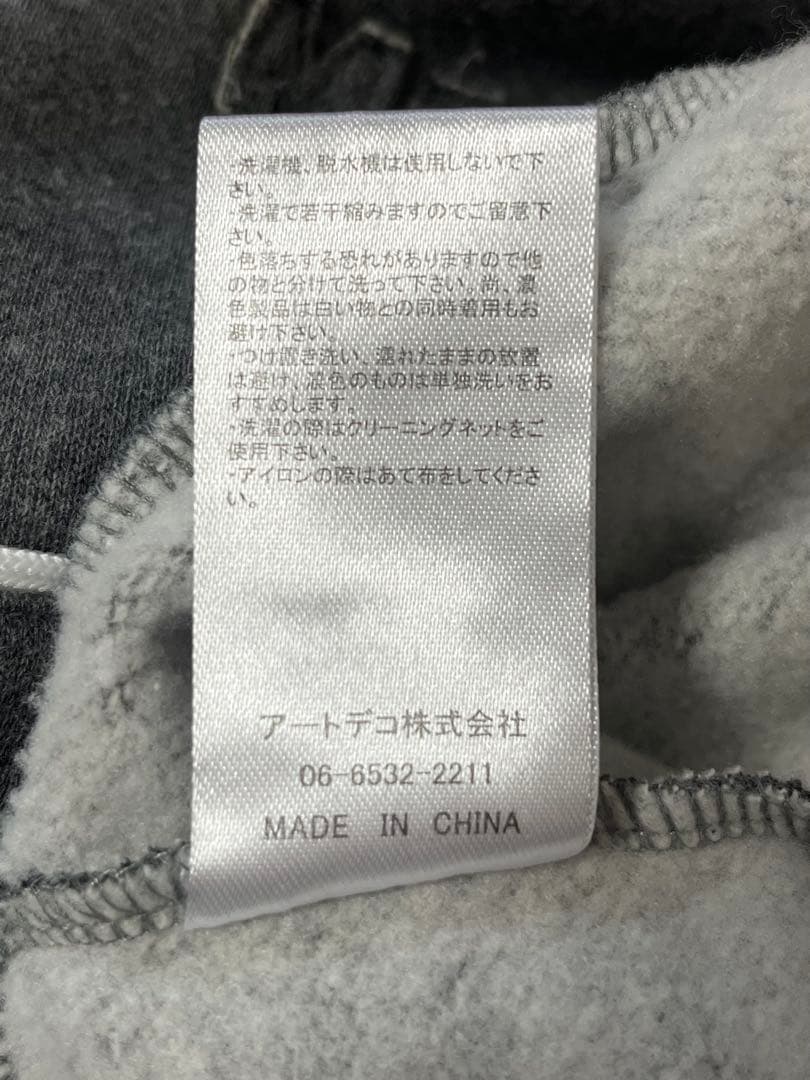 ・洗濯機、脱水機は使用しないで下
さい。
・洗濯で若干縮みますのでご留意下
さい。
・色落ちする恐れがありますので他
の物と分けて洗って下さい。尚、濃
色製品は白い物との同時着用もお
避け下さい。
・つけ置き洗い、濡れたままの放置
は避け、混色のものは単独洗いをお
すすめします。
・洗濯の際はクリーニングネットをご
使用下さい。
・アイロンの際はあて布をしてくださ
い。
アートデコ株式会社
06-6532-2211
MADE IN CHINA